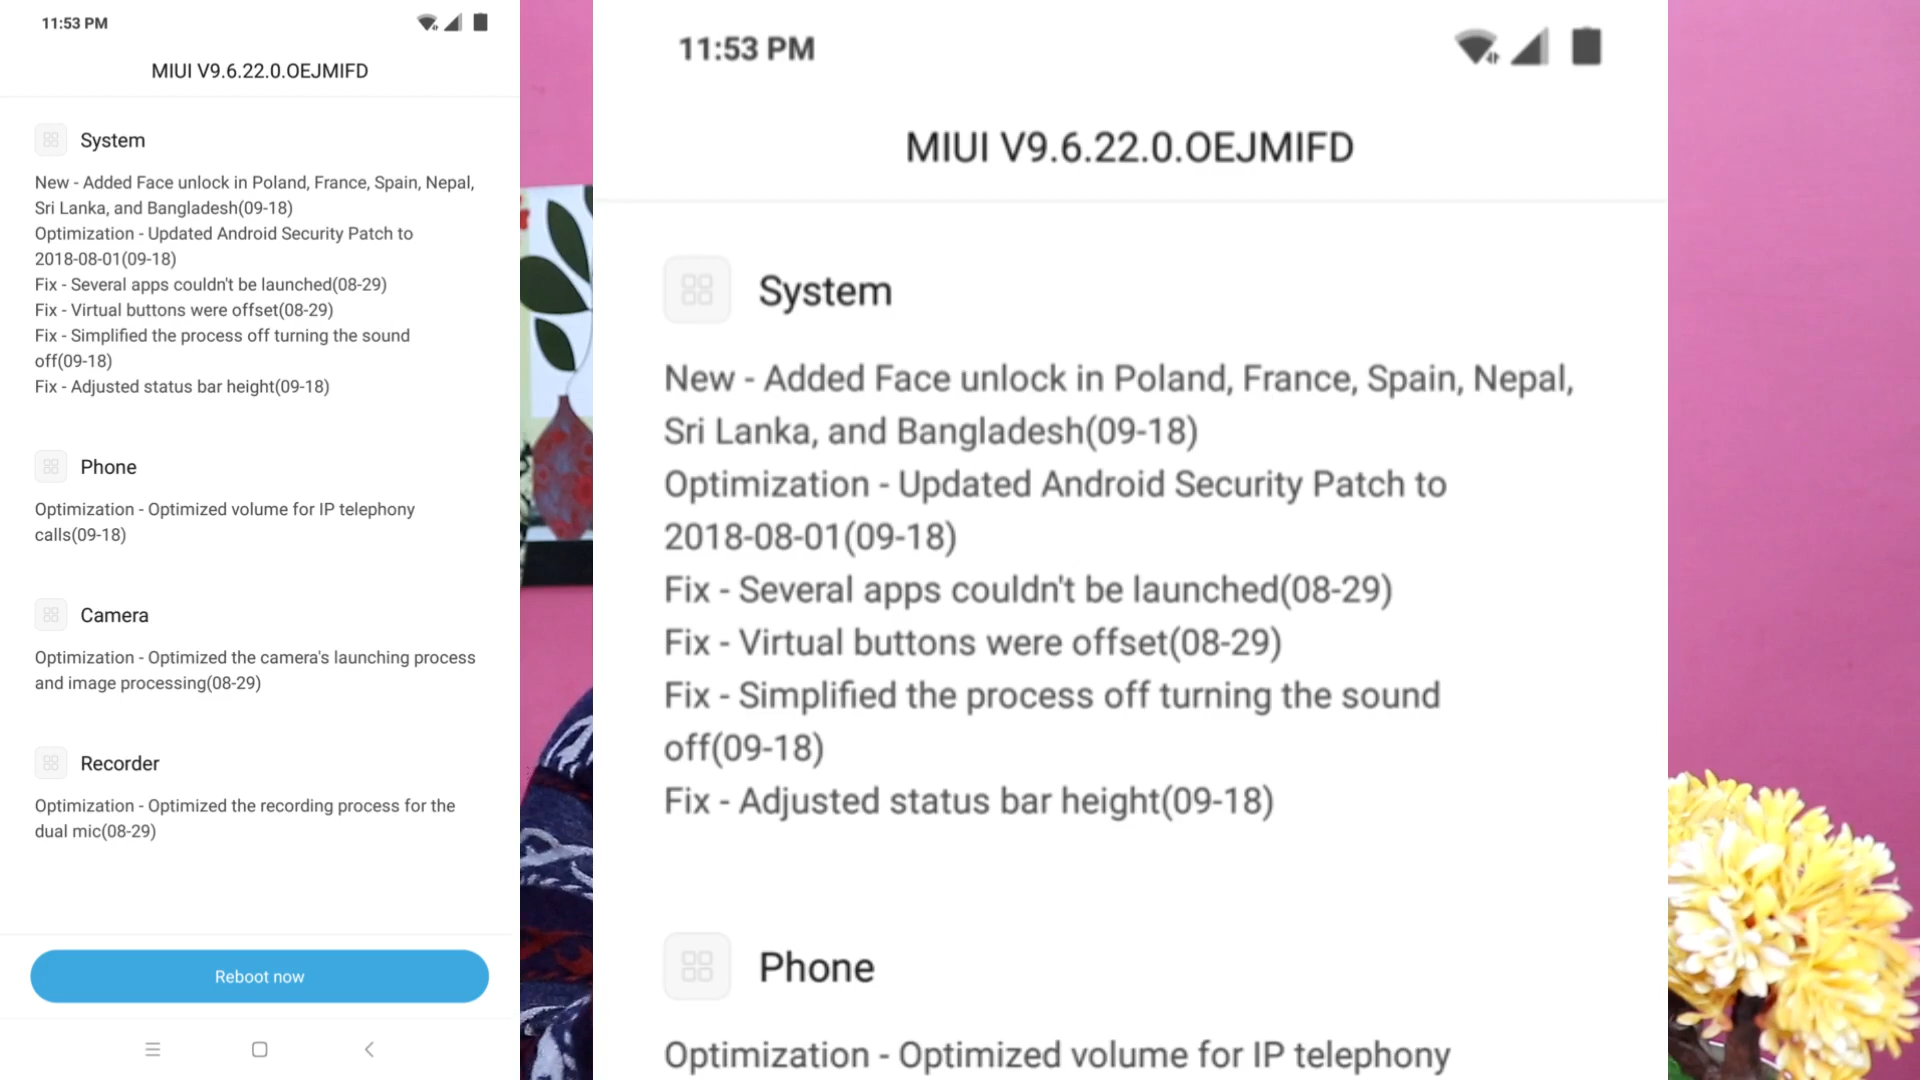 11:53 PM
MIUI V9.6.22.0.OEJMIFD
System
New - Added Face unlock in Poland, France, Spain, Nepal,
Sri Lanka, and Bangladesh(09-18)
Optimization - Updated Android Security Patch to
2018-08-01(09-18)
Fix - Several apps couldn't be launched(08-29)
Fix - Virtual buttons were offset(08-29)
Fix - Simplified the process off turning the sound
off(09-18)
Fix - Adjusted status bar height(09-18)
Phone
Optimization - Optimized volume for IP telephony
calls(09-18)
Camera
Optimization - Optimized the camera's launching process
and image processing(08-29)
Recorder
Optimization - Optimized the recording process for the
dual mic(08-29)
Reboot now
11:53 PM
MIUI V9.6.22.0.OEJMIFD
System
New - Added Face unlock in Poland, France, Spain, Nepal,
Sri Lanka, and Bangladesh(09-18)
Optimization - Updated Android Security Patch to
2018-08-01(09-18)
Fix - Several apps couldn't be launched(08-29)
Fix - Virtual buttons were offset(08-29)
Fix - Simplified the process off turning the sound
off(09-18)
Fix - Adjusted status bar height(09-18)
Phone
Optimization - Optimized volume for IP telephony